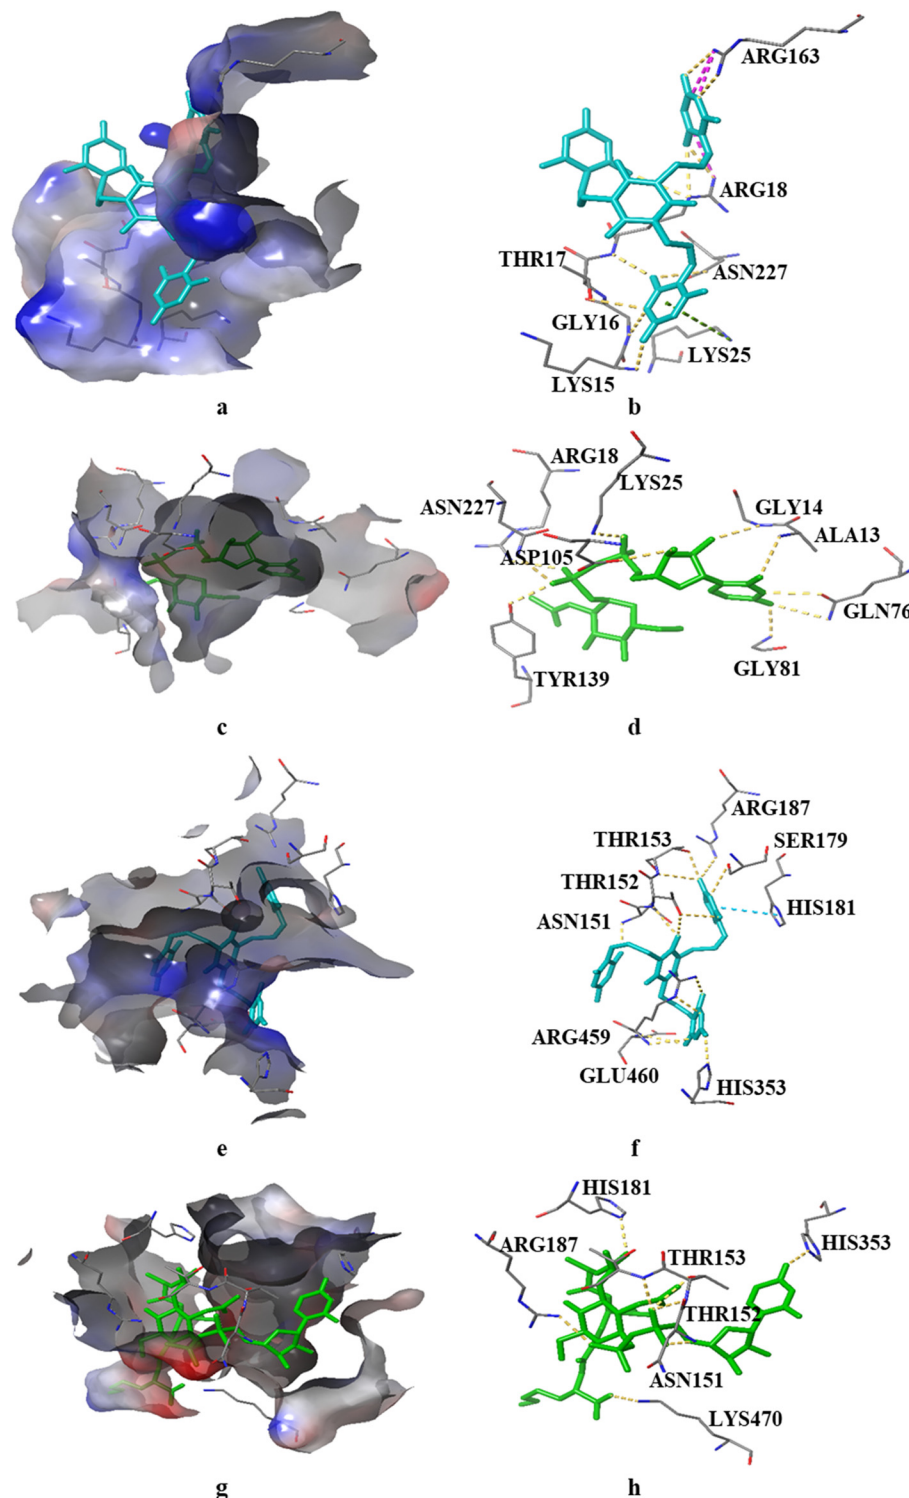 ARG163
ARG18
THR17
ASN227
GLY16
LYS25
LYS15
a
b
ARG18
LYS25
ASN227
GLY14
ASP105
ALA13
GLN76
GLY81
TYR139
c
d
ARG187
THR153
SER179
THR152
HIS181
ASN151
ARG459
GLU460
HIS353
e
f
HIS181
ARG187
THR153
HIS353
THR152
ASN151
LYS470
g
h